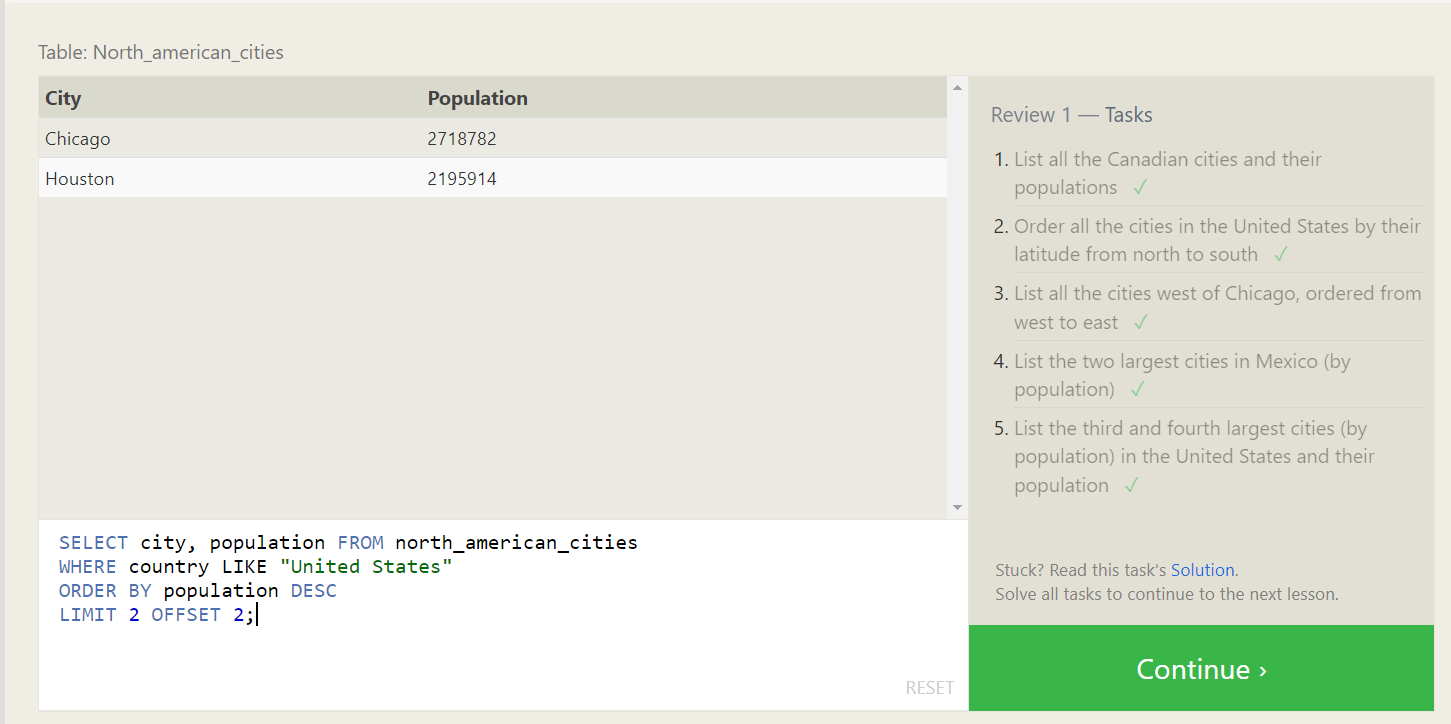 Table: North_american_cities
City Population
Chicago 2718782
Houston 2195914
SELECT city, population FROM north_american_cities
WHERE country LIKE "United States"
ORDER BY population DESC
LIMIT 2 OFFSET 2;
RESET
Review 1 — Tasks
1. List all the Canadian cities and their
populations ✓
2. Order all the cities in the United States by their
latitude from north to south ✓
3. List all the cities west of Chicago, ordered from
west to east ✓
4. List the two largest cities in Mexico (by
population) ✓
5. List the third and fourth largest cities (by
population) in the United States and their
population ✓
Stuck? Read this task's Solution.
Solve all tasks to continue to the next lesson.
Continue ›